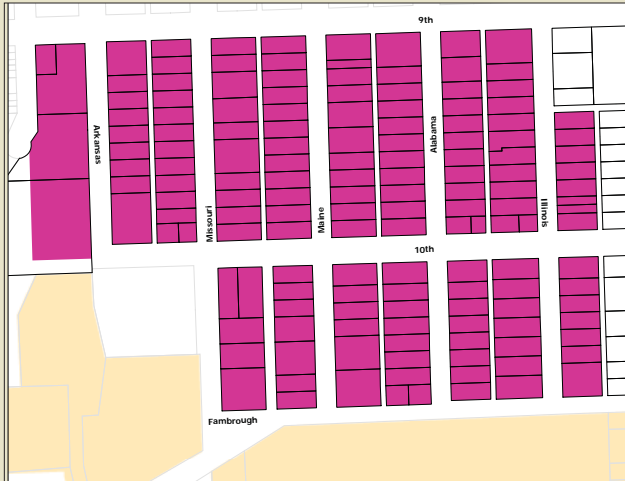 9th
Arkansas
Alabama
Missouri
Maine
Illinois
10th
Fambrough